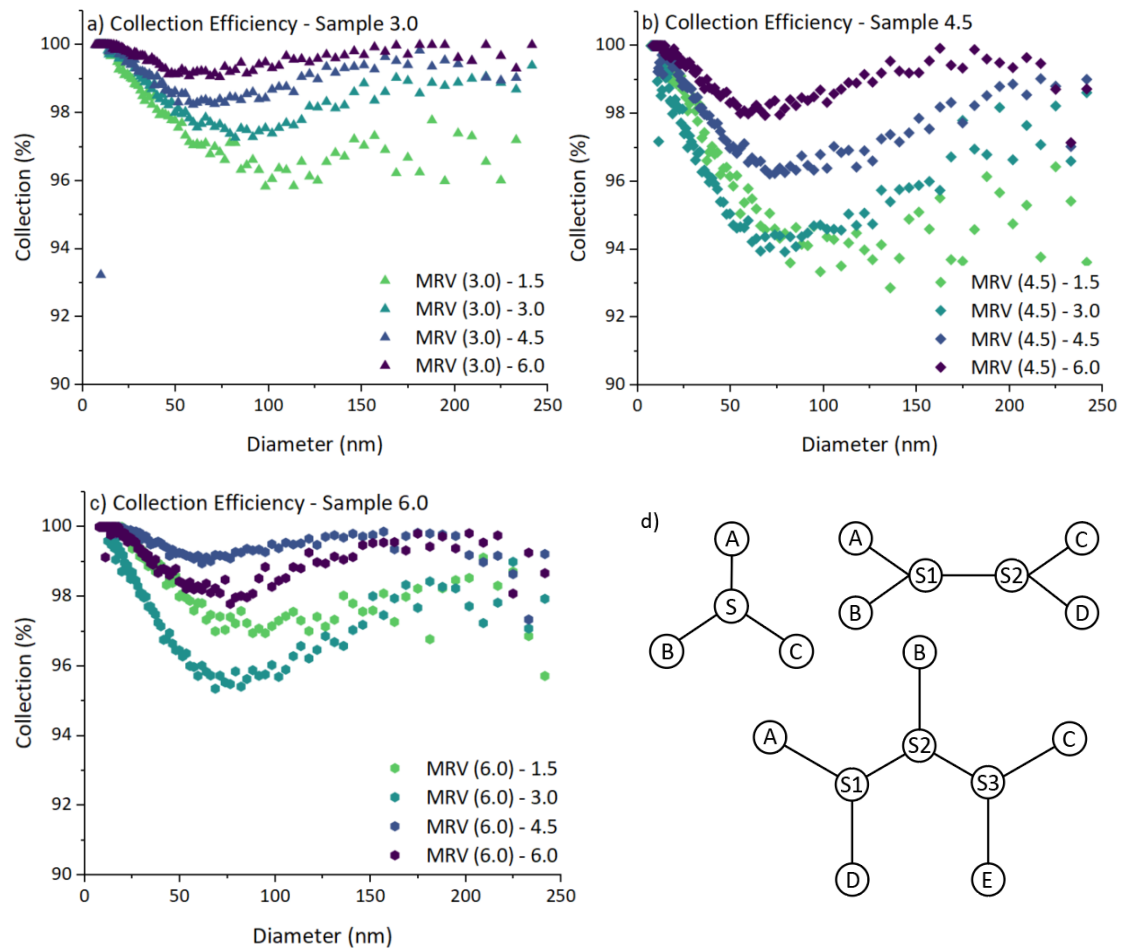 a) Collection Efficiency - Sample 3.0
100
98
96
94
92
90
Collection (%)
MRV (3.0) - 1.5
MRV (3.0) - 3.0
MRV (3.0) - 4.5
MRV (3.0) - 6.0
0 50 100 150 200 250
Diameter (nm)
b) Collection Efficiency - Sample 4.5
100
98
96
94
92
90
Collection (%)
MRV (4.5) - 1.5
MRV (4.5) - 3.0
MRV (4.5) - 4.5
MRV (4.5) - 6.0
0 50 100 150 200 250
Diameter (nm)
c) Collection Efficiency - Sample 6.0
100
98
96
94
92
90
Collection (%)
MRV (6.0) - 1.5
MRV (6.0) - 3.0
MRV (6.0) - 4.5
MRV (6.0) - 6.0
0 50 100 150 200 250
Diameter (nm)
d)
A
S
B C
A C
S1 S2
B D
B
A S2 C
S1 S3
D E